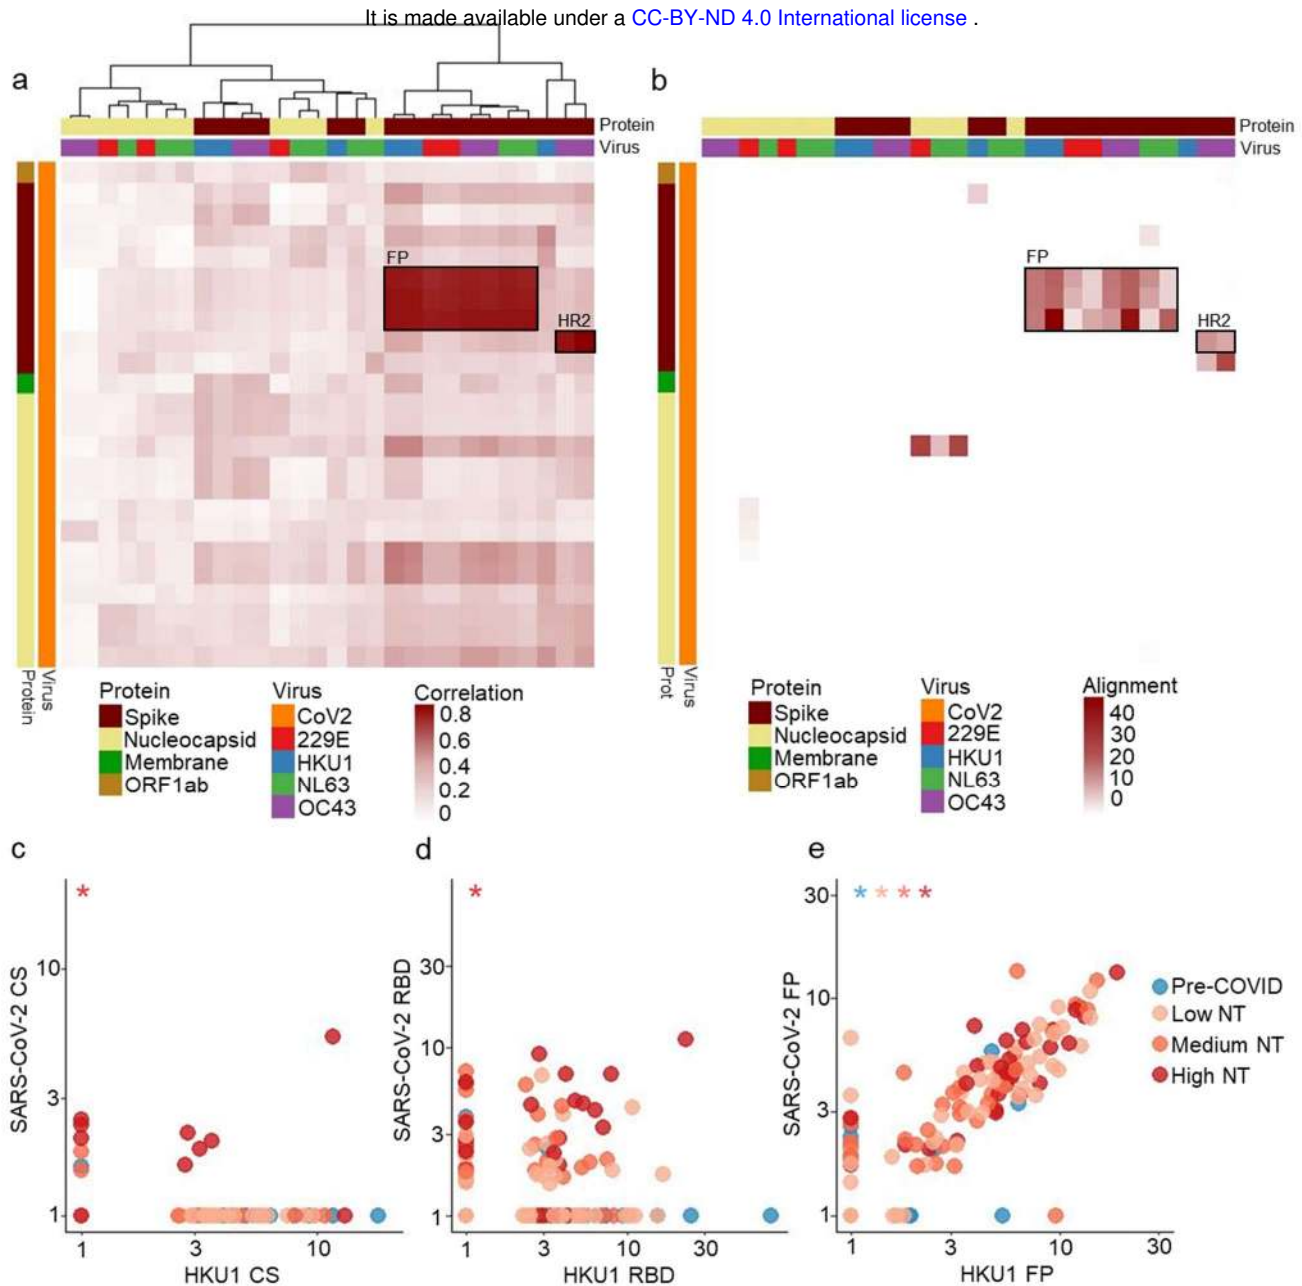 It is made available under a CC-BY-ND 4.0 International license .
a
b
Protein
Virus
Protein
Virus
FP
HR2
FP
HR2
Protein
Virus
Prot
Virus
Protein
Spike
Nucleocapsid
Membrane
ORF1ab
Virus
CoV2
229E
HKU1
NL63
OC43
Correlation
0.8
0.6
0.4
0.2
0
Protein
Spike
Nucleocapsid
Membrane
ORF1ab
Virus
CoV2
229E
HKU1
NL63
OC43
Alignment
40
30
20
10
0
c
*
SARS-CoV-2 CS
10
3
1
1 3 10
HKU1 CS
d
*
SARS-CoV-2 RBD
30
10
3
1
1 3 10 30
HKU1 RBD
e
* * * *
SARS-CoV-2 FP
30
10
3
1
1 3 10 30
HKU1 FP
Pre-COVID
Low NT
Medium NT
High NT